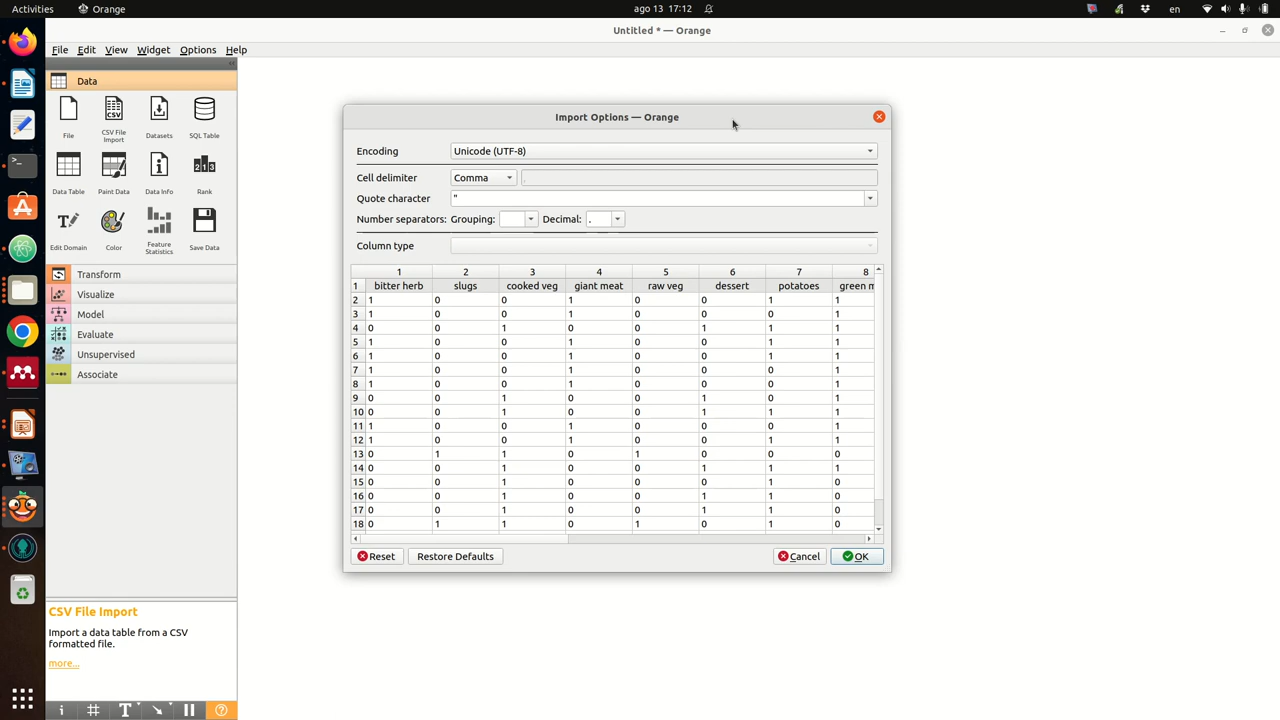 Activities Orange ago 13 17:12 en
Untitled * — Orange
File Edit View Widget Options Help
Data
File CSV File Import Datasets SQL Table
Data Table Paint Data Data Info Rank
Edit Domain Color Feature Statistics Save Data
Transform
Visualize
Model
Evaluate
Unsupervised
Associate
CSV File Import
Import a data table from a CSV
formatted file.
more...
Import Options — Orange
Encoding Unicode (UTF-8)
Cell delimiter Comma ,
Quote character "
Number separators: Grouping: Decimal: .
Column type
1 2 3 4 5 6 7 8
1 bitter herb slugs cooked veg giant meat raw veg dessert potatoes green m
2 1 0 0 1 0 0 1 1
3 1 0 0 1 0 0 0 1
4 0 0 1 0 0 1 1 1
5 1 0 0 1 0 0 1 1
6 1 0 0 1 0 0 1 1
7 1 0 0 1 0 0 0 1
8 1 0 0 1 0 0 0 1
9 0 0 1 0 0 1 0 1
10 0 0 1 0 0 1 1 1
11 1 0 0 1 0 0 0 1
12 1 0 0 1 0 0 1 1
13 0 1 1 0 1 0 0 0
14 0 0 1 0 0 1 1 1
15 0 0 1 0 0 0 1 0
16 0 0 1 0 0 1 1 0
17 0 0 1 0 0 1 1 0
18 0 1 1 0 1 0 1 0
Reset Restore Defaults Cancel OK